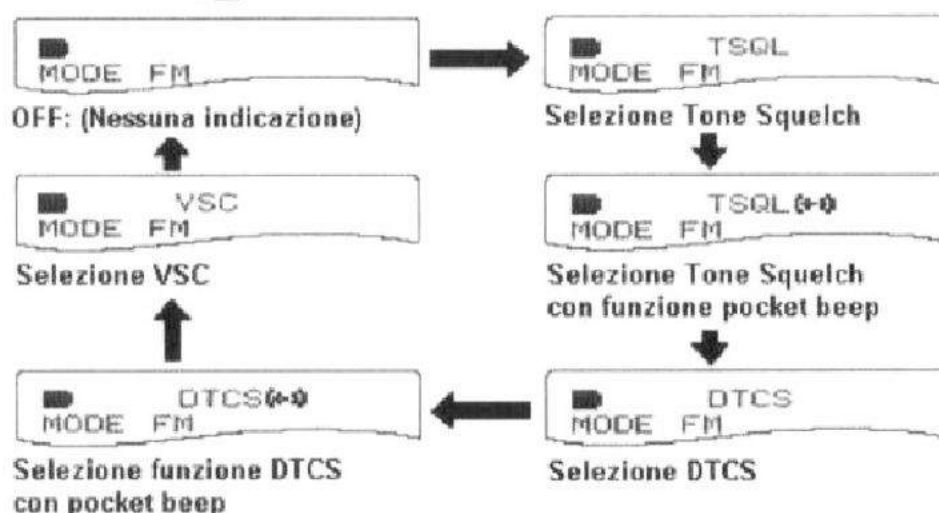 MODE FM
OFF: (Nessuna indicazione)
TSQL
MODE FM
Selezione Tone Squelch
TSQL
MODE FM
Selezione Tone Squelch
con funzione pocket beep
DTCS
MODE FM
Selezione DTCS
DTCS
MODE FM
Selezione funzione DTCS
con pocket beep
VSC
MODE FM
Selezione VSC